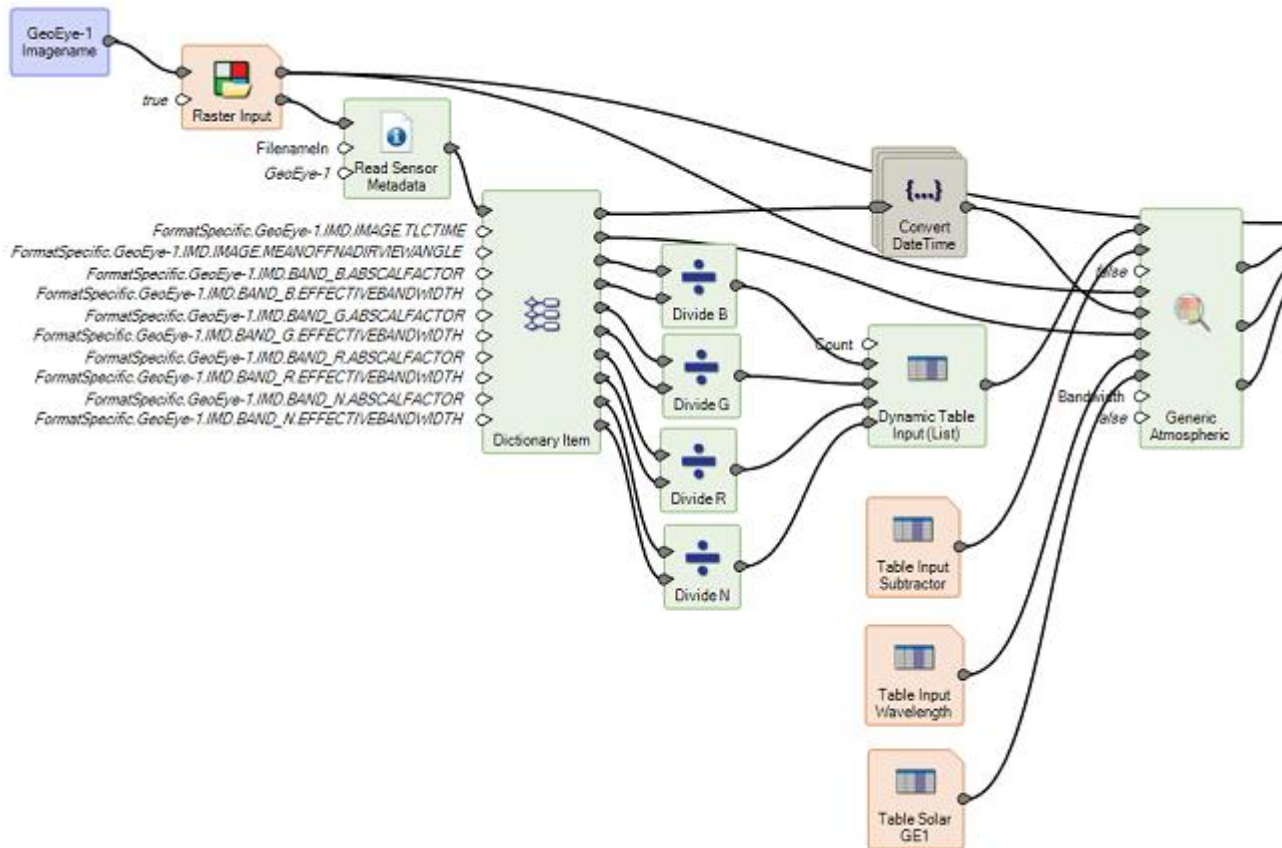 GeoEye-1
Imagename
true
Raster Input
FilenameIn
GeoEye-1
Read Sensor
Metadata
FormatSpecific.GeoEye-1.IMD.IMAGE.TLCTIME
FormatSpecific.GeoEye-1.IMD.IMAGE.MEANOFFNADIRVIEWANGLE
FormatSpecific.GeoEye-1.IMD.BAND_B.ABSCALFACTOR
FormatSpecific.GeoEye-1.IMD.BAND_B.EFFECTIVEBANDWIDTH
FormatSpecific.GeoEye-1.IMD.BAND_G.ABSCALFACTOR
FormatSpecific.GeoEye-1.IMD.BAND_G.EFFECTIVEBANDWIDTH
FormatSpecific.GeoEye-1.IMD.BAND_R.ABSCALFACTOR
FormatSpecific.GeoEye-1.IMD.BAND_R.EFFECTIVEBANDWIDTH
FormatSpecific.GeoEye-1.IMD.BAND_N.ABSCALFACTOR
FormatSpecific.GeoEye-1.IMD.BAND_N.EFFECTIVEBANDWIDTH
Dictionary Item
Divide B
Divide G
Divide R
Divide N
{...}
Convert
DateTime
Count
Dynamic Table
Input (List)
false
Bandwidth
false
Generic
Atmospheric
Table Input
Subtractor
Table Input
Wavelength
Table Solar
GE1